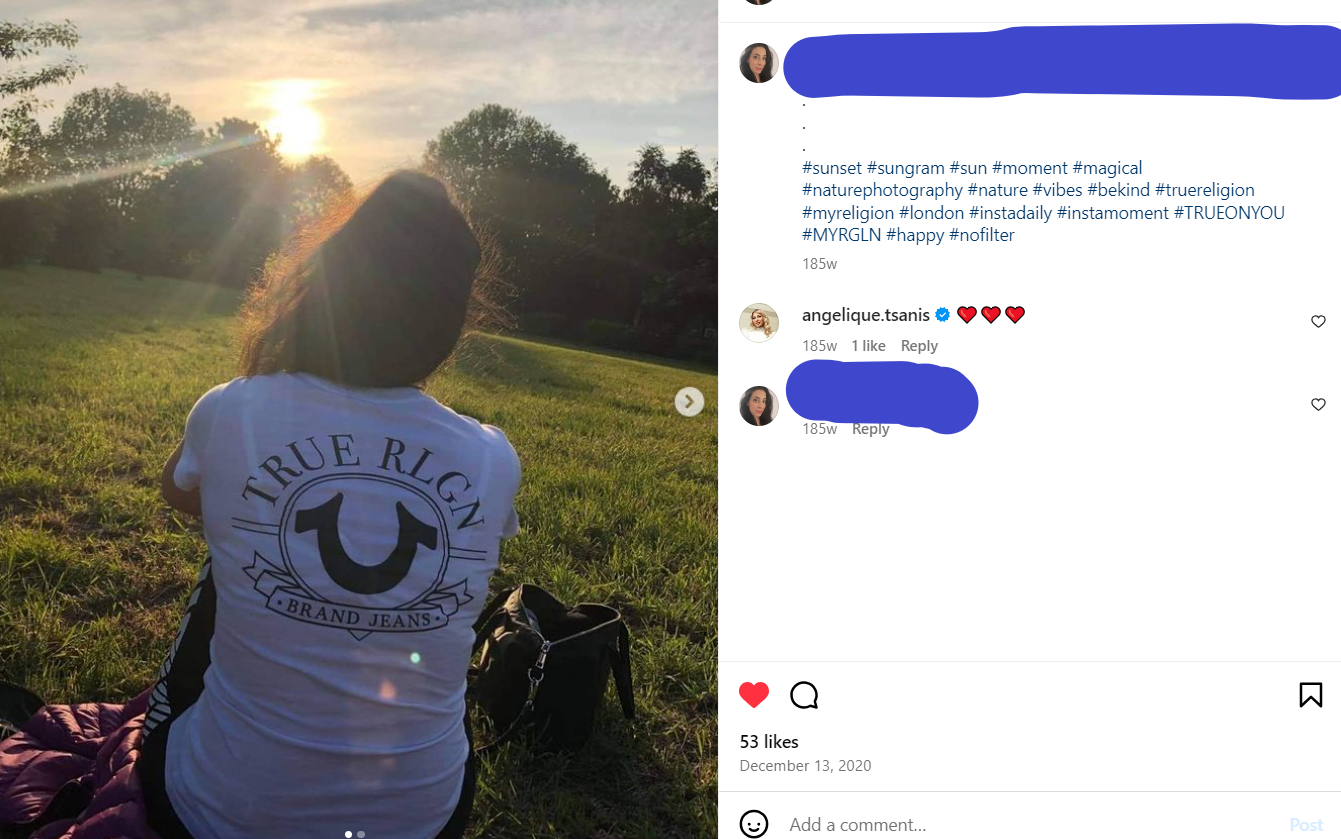 TRUE RLGN
• BRAND JEANS •
.
.
.
#sunset #sungram #sun #moment #magical
#naturephotography #nature #vibes #bekind #truereligion
#myreligion #london #instadaily #instamoment #TRUEONYOU
#MYRGLN #happy #nofilter
185w
angelique.tsanis ❤️❤️❤️
185w 1 like Reply
185w Reply
53 likes
December 13, 2020
Add a comment... Post